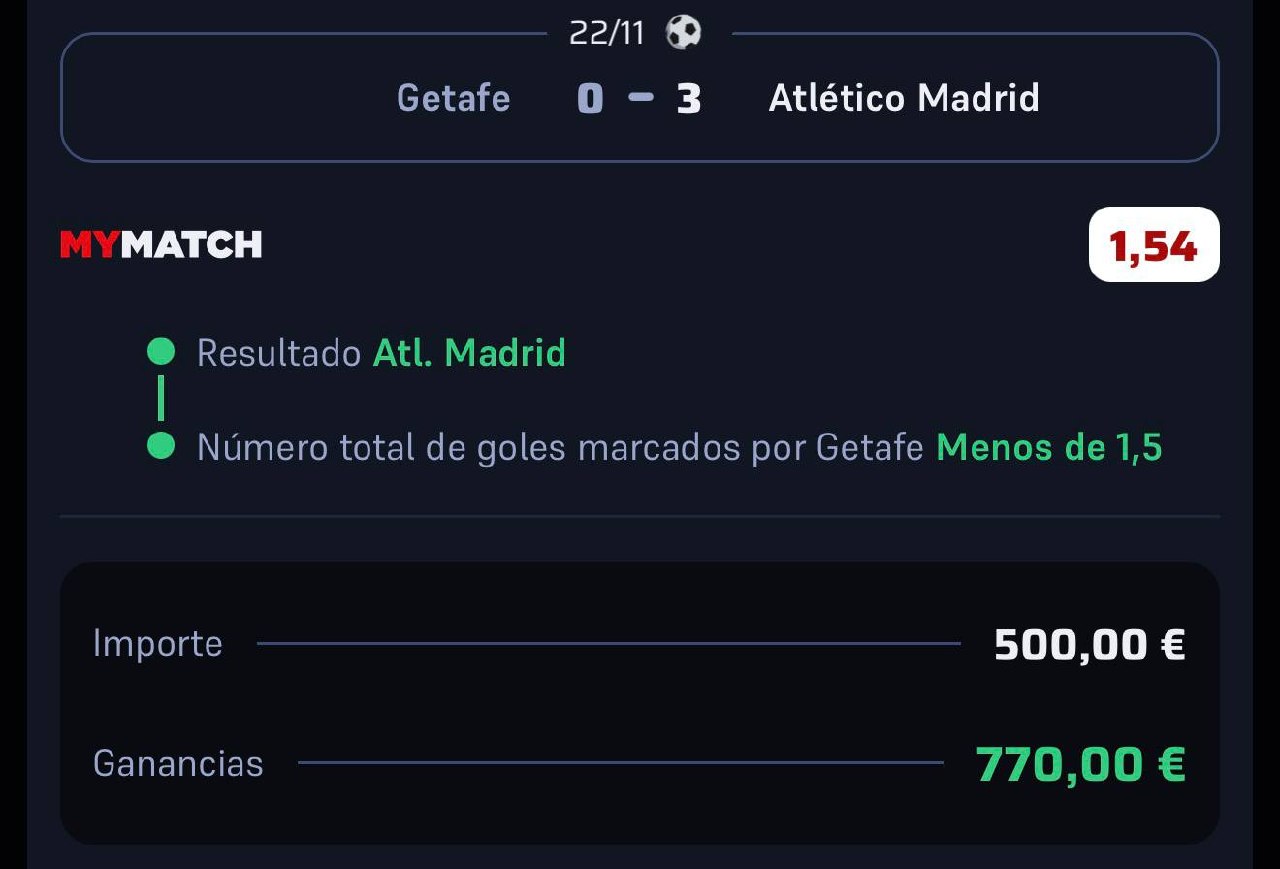 22/11
Getafe 0 - 3 Atlético Madrid
MYMATCH 1,54
Resultado Atl. Madrid
Número total de goles marcados por Getafe Menos de 1,5
Importe 500,00 €
Ganancias 770,00 €